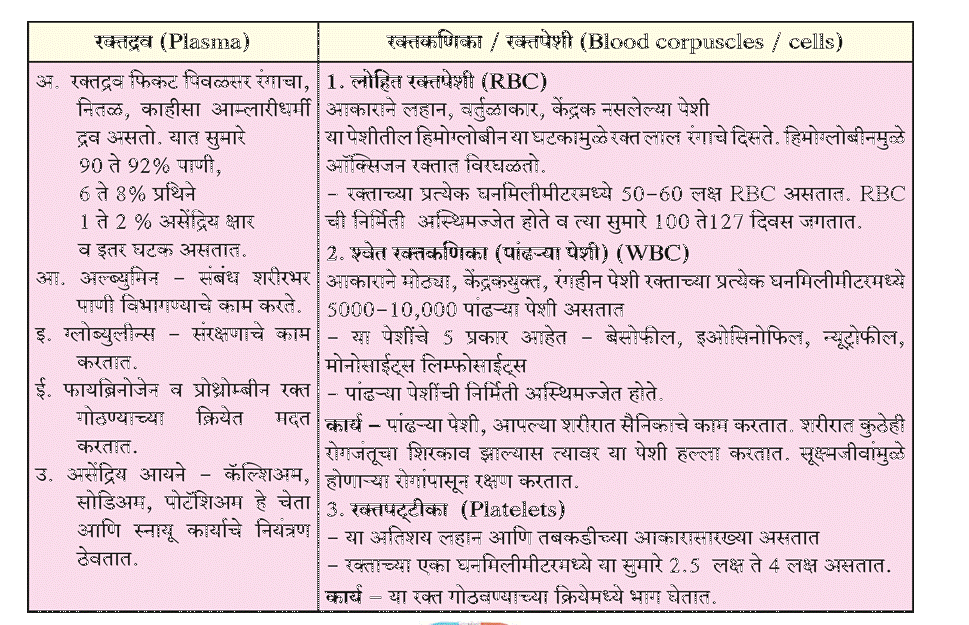 रक्तद्रव (Plasma)
अ. रक्तद्रव फिकट पिवळसर रंगाचा,
नितळ, काहीसा आम्लारीधर्मी
द्रव असतो. यात सुमारे
90 ते 92% पाणी,
6 ते 8% प्रथिने
1 ते 2 % असेंद्रिय क्षार
व इतर घटक असतात.
आ. अल्ब्युमिन – संबंध शरीरभर
पाणी विभागण्याचे काम करते.
इ. ग्लोब्युलीन्स – संरक्षणाचे काम
करतात.
ई. फायब्रिनोजेन व प्रोथ्रोम्बीन रक्त
गोठण्याच्या क्रियेत मदत
करतात.
उ. असेंद्रिय आयने – कॅल्शिअम,
सोडिअम, पोटॅशिअम हे चेता
आणि स्नायू कार्याचे नियंत्रण
ठेवतात.
रक्तकणिका / रक्तपेशी (Blood corpuscles / cells)
1. लोहित रक्तपेशी (RBC)
आकाराने लहान, वर्तुळाकार, केंद्रक नसलेल्या पेशी
या पेशीतील हिमोग्लोबीन या घटकामुळे रक्त लाल रंगाचे दिसते. हिमोग्लोबीनमुळे
ऑक्सिजन रक्तात विरघळतो.
– रक्ताच्या प्रत्येक घनमिलीमीटरमध्ये 50–60 लक्ष RBC असतात. RBC
ची निर्मिती अस्थिमज्जेत होते व त्या सुमारे 100 ते127 दिवस जगतात.
2. श्वेत रक्तकणिका (पांढऱ्या पेशी) (WBC)
आकाराने मोठ्या, केंद्रकयुक्त, रंगहीन पेशी रक्ताच्या प्रत्येक घनमिलीमीटरमध्ये
5000–10,000 पांढऱ्या पेशी असतात
– या पेशींचे 5 प्रकार आहेत – बेसोफील, इओसिनोफिल, न्यूट्रोफील,
मोनोसाईट्स लिम्फोसाईट्स
– पांढऱ्या पेशींची निर्मिती अस्थिमज्जेत होते.
कार्य – पांढऱ्या पेशी, आपल्या शरीरात सैनिकाचे काम करतात. शरीरात कुठेही
रोगजंतूचा शिरकाव झाल्यास त्यावर या पेशी हल्ला करतात. सूक्ष्मजीवांमुळे
होणाऱ्या रोगांपासून रक्षण करतात.
3. रक्तपट्टीका (Platelets)
– या अतिशय लहान आणि तबकडीच्या आकारासारख्या असतात
– रक्ताच्या एका घनमिलीमीटरमध्ये या सुमारे 2.5 लक्ष ते 4 लक्ष असतात.
कार्य – या रक्त गोठवण्याच्या क्रियेमध्ये भाग घेतात.